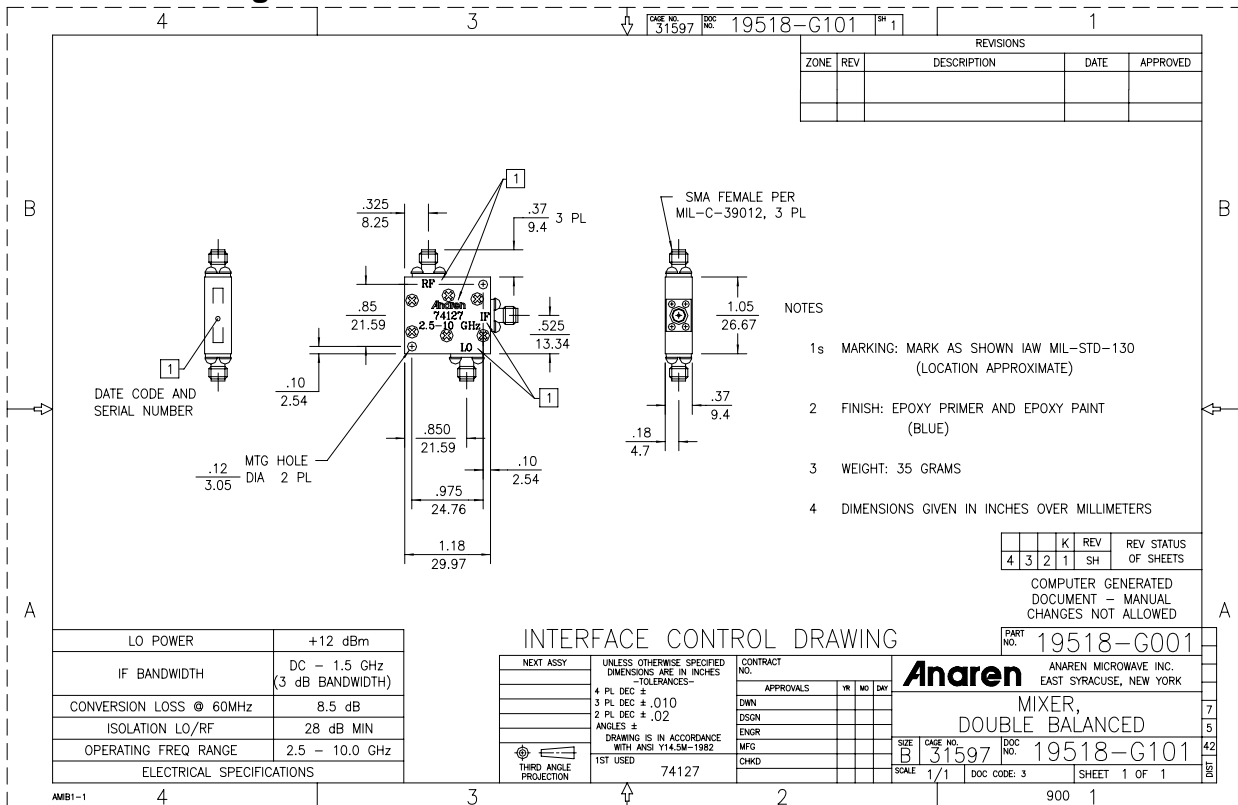 4
3
CAGE NO. 31597
DOC NO. 19518-G101
SH 1
1
REVISIONS
ZONE REV DESCRIPTION DATE APPROVED
B
B
1
.325
8.25
.37
9.4
3 PL
SMA FEMALE PER
MIL-C-39012, 3 PL
RF
Anaren
74127
2.5-10 GHz
IF
LO
.85
21.59
.525
13.34
1.05
26.67
1
DATE CODE AND
SERIAL NUMBER
.10
2.54
1
.37
9.4
.18
4.7
.850
21.59
MTG HOLE
.12
3.05
DIA 2 PL
.10
2.54
.975
24.76
1.18
29.97
NOTES
1s MARKING: MARK AS SHOWN IAW MIL-STD-130
(LOCATION APPROXIMATE)
2 FINISH: EPOXY PRIMER AND EPOXY PAINT
(BLUE)
3 WEIGHT: 35 GRAMS
4 DIMENSIONS GIVEN IN INCHES OVER MILLIMETERS
K REV
4 3 2 1 SH
REV STATUS
OF SHEETS
COMPUTER GENERATED
DOCUMENT - MANUAL
CHANGES NOT ALLOWED
A
A
LO POWER +12 dBm
IF BANDWIDTH DC - 1.5 GHz
(3 dB BANDWIDTH)
CONVERSION LOSS @ 60MHz 8.5 dB
ISOLATION LO/RF 28 dB MIN
OPERATING FREQ RANGE 2.5 - 10.0 GHz
ELECTRICAL SPECIFICATIONS
INTERFACE CONTROL DRAWING
PART NO. 19518-G001
NEXT ASSY
UNLESS OTHERWISE SPECIFIED
DIMENSIONS ARE IN INCHES
-TOLERANCES-
4 PL DEC ±
3 PL DEC ± .010
2 PL DEC ± .02
ANGLES ±
DRAWING IS IN ACCORDANCE
WITH ANSI Y14.5M-1982
THIRD ANGLE
PROJECTION
1ST USED
74127
CONTRACT
NO.
APPROVALS YR MO DAY
DWN
DSGN
ENGR
MFG
CHKD
Anaren
ANAREN MICROWAVE INC.
EAST SYRACUSE, NEW YORK
MIXER,
DOUBLE BALANCED
SIZE B
CAGE NO. 31597
DOC NO. 19518-G101
SCALE 1/1
DOC CODE: 3
SHEET 1 OF 1
7
5
42
DIST
AMIB1-1
4
3
2
900
1